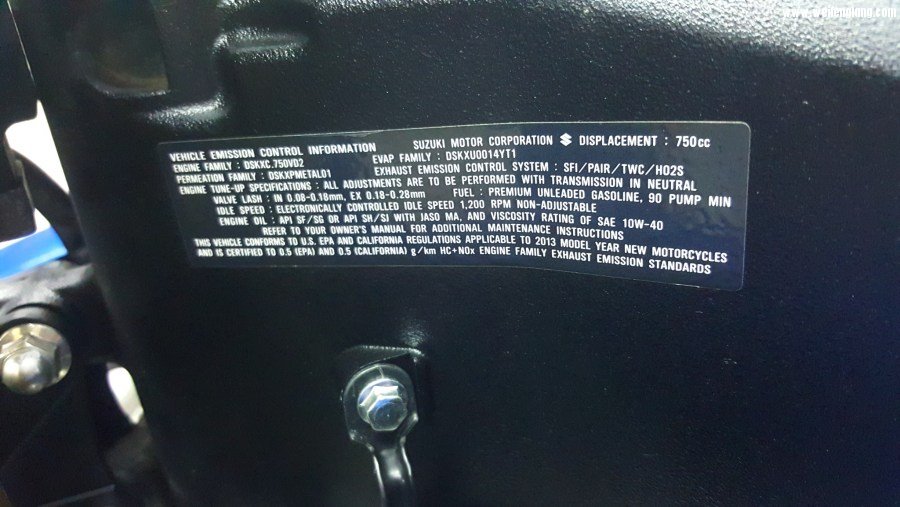 VEHICLE EMISSION CONTROL INFORMATION SUZUKI MOTOR CORPORATION DISPLACEMENT : 750cc
ENGINE FAMILY : DSKXC.750VD2 EVAP FAMILY : DSKXU0014YT1
PERMEATION FAMILY : DSKXPMETAL01 EXHAUST EMISSION CONTROL SYSTEM : SFI/PAIR/TWC/HO2S
ENGINE TUNE-UP SPECIFICATIONS : ALL ADJUSTMENTS ARE TO BE PERFORMED WITH TRANSMISSION IN NEUTRAL
VALVE LASH : IN 0.08-0.18mm, EX 0.18-0.28mm FUEL : PREMIUM UNLEADED GASOLINE, 90 PUMP MIN
IDLE SPEED : ELECTRONICALLY CONTROLLED IDLE SPEED 1,200 RPM NON-ADJUSTABLE
ENGINE OIL : API SF/SG OR API SH/SJ WITH JASO MA, AND VISCOSITY RATING OF SAE 10W-40
REFER TO YOUR OWNER'S MANUAL FOR ADDITIONAL MAINTENANCE INSTRUCTIONS
THIS VEHICLE CONFORMS TO U.S. EPA AND CALIFORNIA REGULATIONS APPLICABLE TO 2013 MODEL YEAR NEW MOTORCYCLES
AND IS CERTIFIED TO 0.5 (EPA) AND 0.5 (CALIFORNIA) g/km HC+NOx ENGINE FAMILY EXHAUST EMISSION STANDARDS